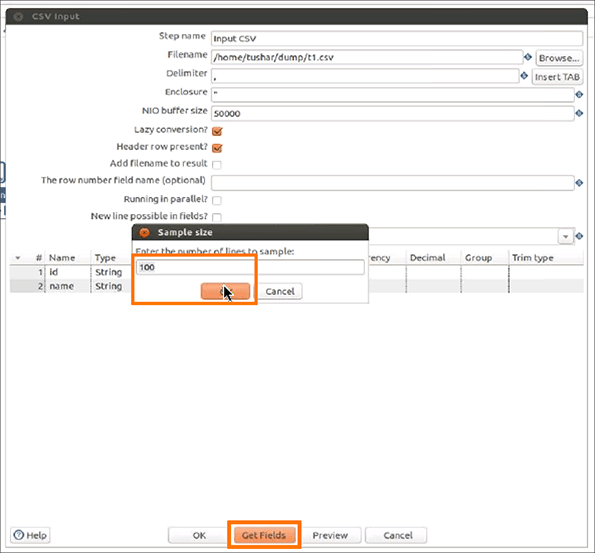 CSV Input
Step name Input CSV
Filename /home/tushar/dump/t1.csv Browse...
Delimiter , Insert TAB
Enclosure "
NIO buffer size 50000
Lazy conversion?
Header row present?
Add filename to result
The row number field name (optional)
Running in parallel?
New line possible in fields?
Sample size
Enter the number of lines to sample:
100
Cancel
# Name Type Decimal Group Trim type
1 id String
2 name String
Help OK Get Fields Preview Cancel